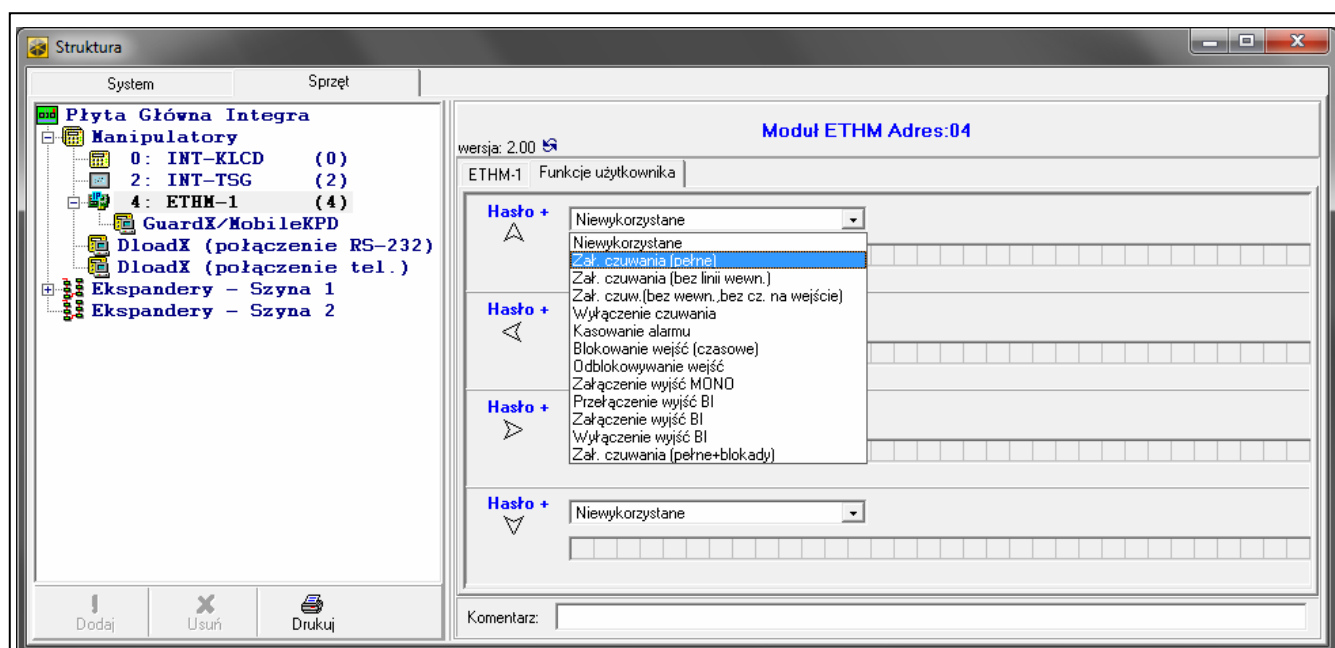 Struktura
System Sprzęt
Płyta Główna Integra
Manipulatory
0: INT-KLCD (0)
2: INT-TSG (2)
4: ETHM-1 (4)
GuardX/MobileKPD
DloadX (połączenie RS-232)
DloadX (połączenie tel.)
Ekspandery - Szyna 1
Ekspandery - Szyna 2
Dodaj Usuń Drukuj
Moduł ETHM Adres:04
wersja: 2.00
ETHM-1 Funkcje użytkownika
Hasło + Niewykorzystane
Niewykorzystane
Zał. czuwania (pełne)
Zał. czuwania (bez linii wewn.)
Zał. czuw.(bez wewn.,bez cz. na wejście)
Hasło + Wyłączenie czuwania
Kasowanie alarmu
Blokowanie wejść (czasowe)
Odblokowywanie wejść
Załączenie wyjść MONO
Hasło + Przełączenie wyjść BI
Załączenie wyjść BI
Wyłączenie wyjść BI
Zał. czuwania (pełne+blokady)
Hasło + Niewykorzystane
Komentarz: